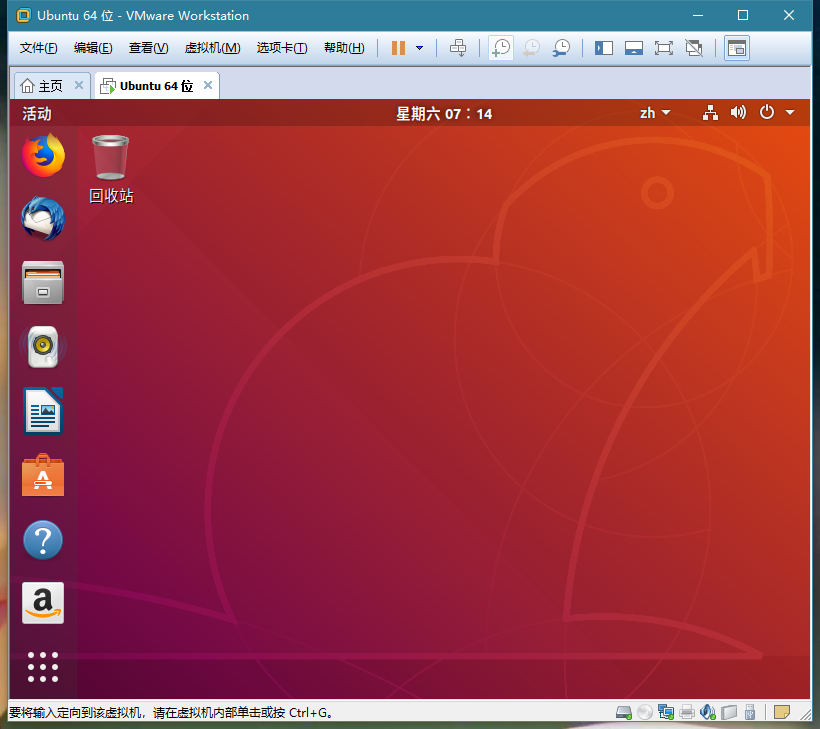 Ubuntu 64 位 - VMware Workstation
文件(F) 编辑(E) 查看(V) 虚拟机(M) 选项卡(T) 帮助(H)
主页 Ubuntu 64 位
活动 星期六 07：14 zh
回收站
?
a
要将输入定向到该虚拟机，请在虚拟机内部单击或按 Ctrl+G。